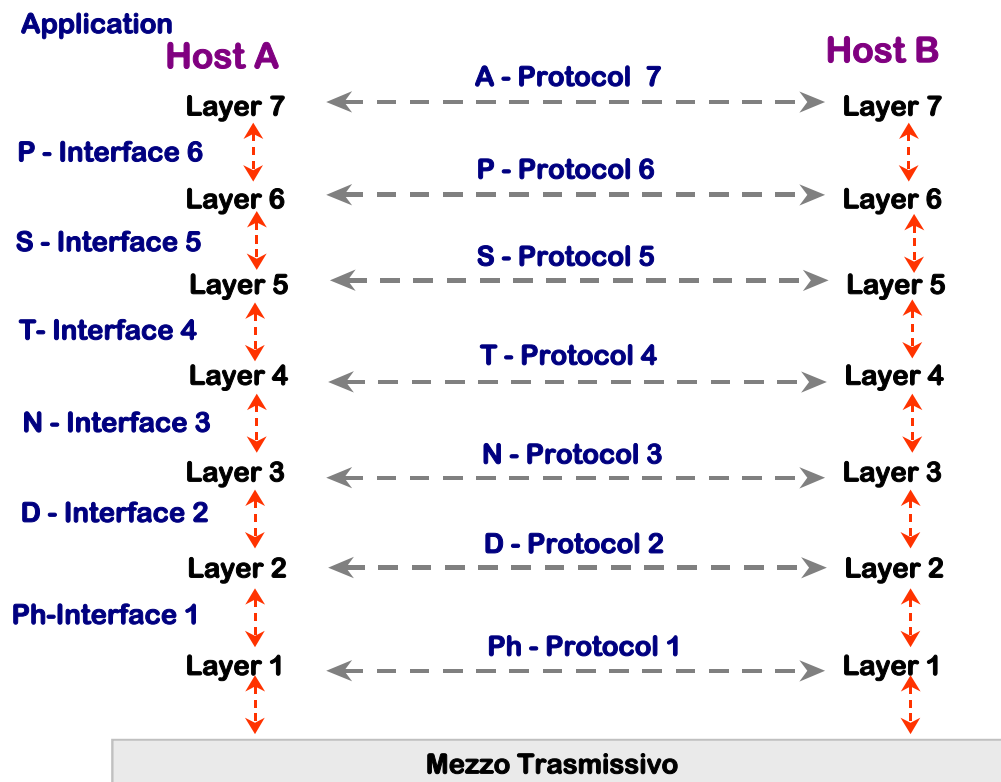 Application
Host A
Host B
A - Protocol 7
Layer 7
Layer 7
P - Interface 6
P - Protocol 6
Layer 6
Layer 6
S - Interface 5
S - Protocol 5
Layer 5
Layer 5
T- Interface 4
T - Protocol 4
Layer 4
Layer 4
N - Interface 3
N - Protocol 3
Layer 3
Layer 3
D - Interface 2
D - Protocol 2
Layer 2
Layer 2
Ph-Interface 1
Ph - Protocol 1
Layer 1
Layer 1
Mezzo Trasmissivo